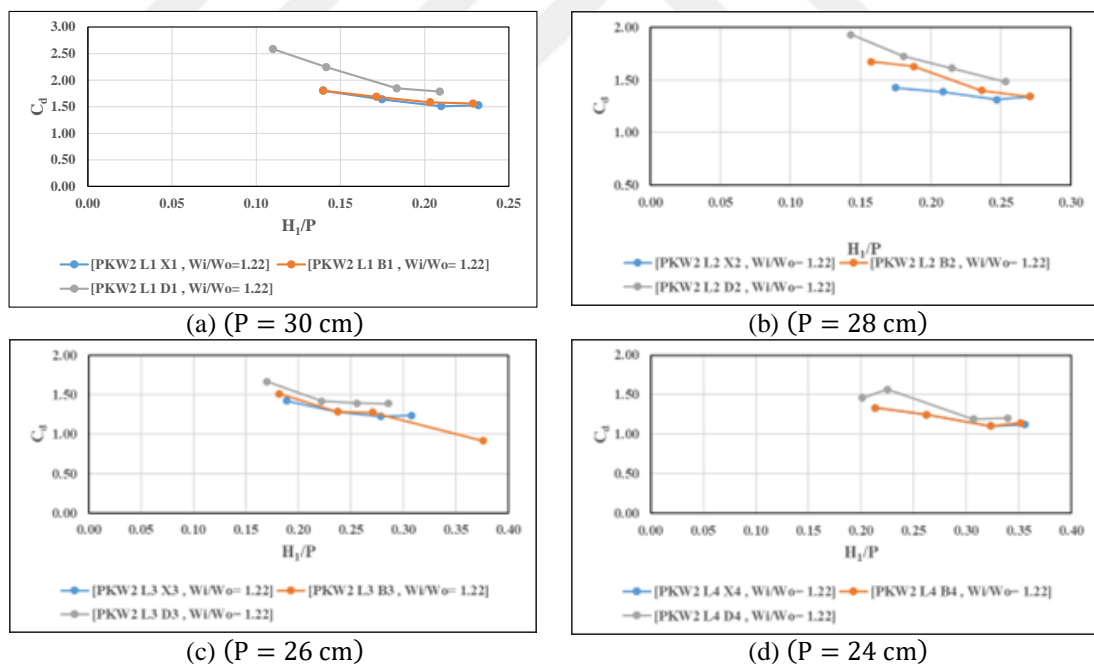 3.00
2.50
2.00
1.50
1.00
0.50
0.00
Cd
0.00 0.05 0.10 0.15 0.20 0.25
H1/P
[PKW2 L1 X1 , Wi/Wo=1.22] [PKW2 L1 B1 , Wi/Wo= 1.22]
[PKW2 L1 D1 , Wi/Wo= 1.22]
(a) (P = 30 cm)
2.00
1.50
1.00
0.50
Cd
0.00 0.05 0.10 0.15 0.20 0.25 0.30
H1/P
[PKW2 L2 X2 , Wi/Wo= 1.22] [PKW2 L2 B2 , Wi/Wo= 1.22]
[PKW2 L2 D2 , Wi/Wo= 1.22]
(b) (P = 28 cm)
2.00
1.50
1.00
0.50
0.00
Cd
0.00 0.05 0.10 0.15 0.20 0.25 0.30 0.35 0.40
H1/P
[PKW2 L3 X3 , Wi/Wo= 1.22] [PKW2 L3 B3 , Wi/Wo= 1.22]
[PKW2 L3 D3 , Wi/Wo= 1.22]
(c) (P = 26 cm)
2.00
1.50
1.00
0.50
0.00
Cd
0.00 0.05 0.10 0.15 0.20 0.25 0.30 0.35 0.40
H1/P
[PKW2 L4 X4 , Wi/Wo= 1.22] [PKW2 L4 B4 , Wi/Wo= 1.22]
[PKW2 L4 D4 , Wi/Wo= 1.22]
(d) (P = 24 cm)